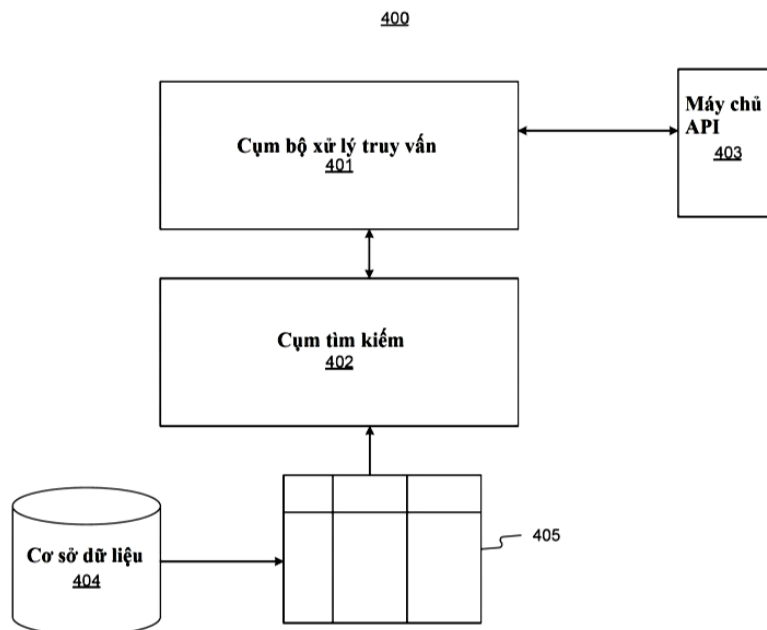 400
Cụm bộ xử lý truy vấn
401
Máy chủ
API
403
Cụm tìm kiếm
402
405
Cơ sở dữ liệu
404